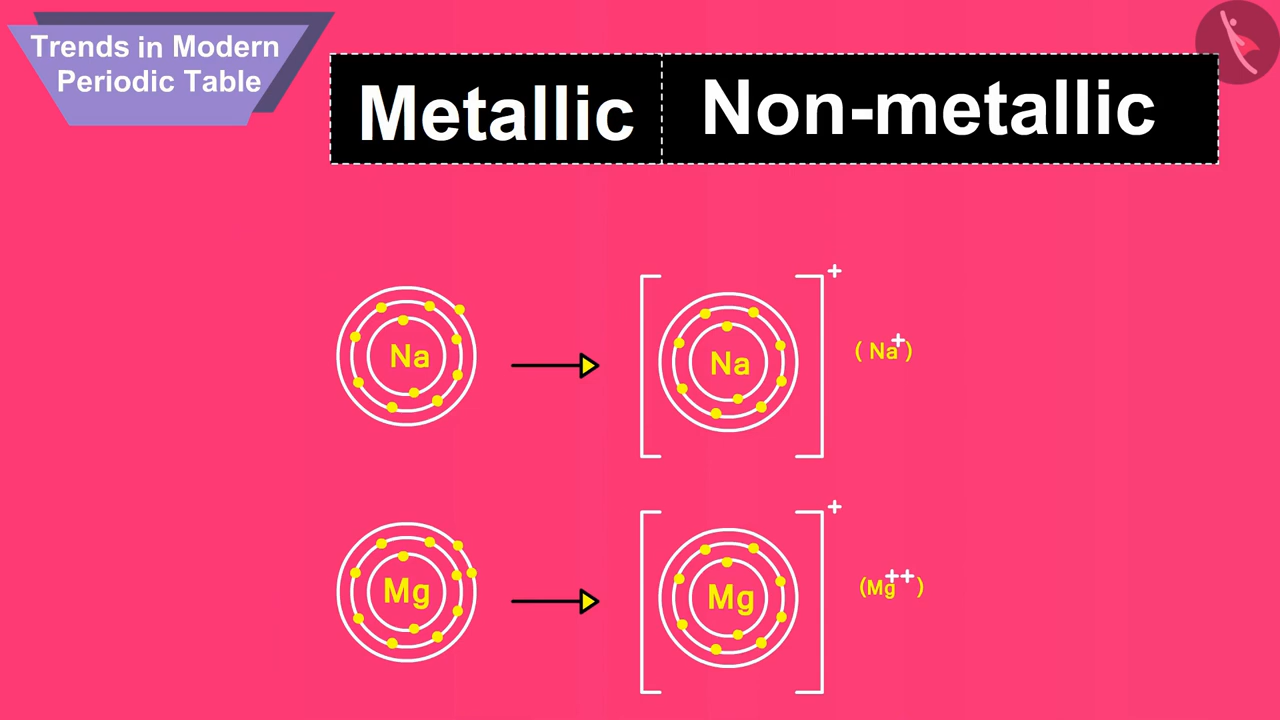 Trends in Modern
Periodic Table
Metallic Non-metallic
Na
Na
+
( Na+ )
Mg
Mg
+
(Mg++ )